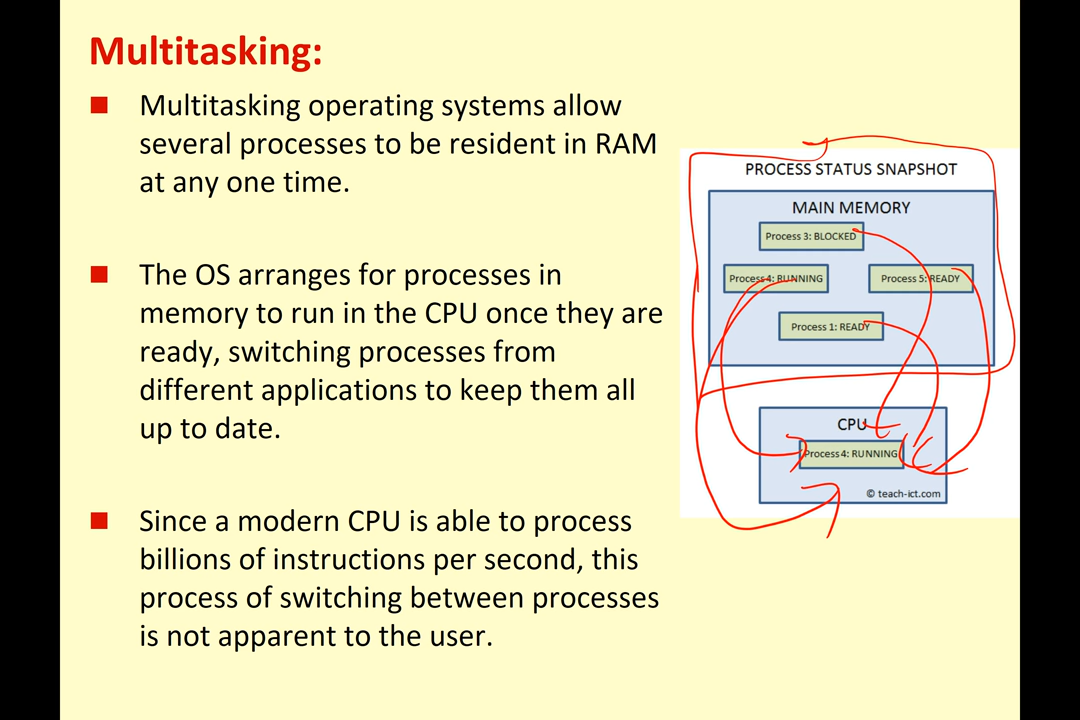 Multitasking:
Multitasking operating systems allow
several processes to be resident in RAM
at any one time.
The OS arranges for processes in
memory to run in the CPU once they are
ready, switching processes from
different applications to keep them all
up to date.
Since a modern CPU is able to process
billions of instructions per second, this
process of switching between processes
is not apparent to the user.
PROCESS STATUS SNAPSHOT
MAIN MEMORY
Process 3: BLOCKED
Process 4: RUNNING
Process 5: READY
Process 1: READY
CPU
Process 4: RUNNING
© teach-ict.com